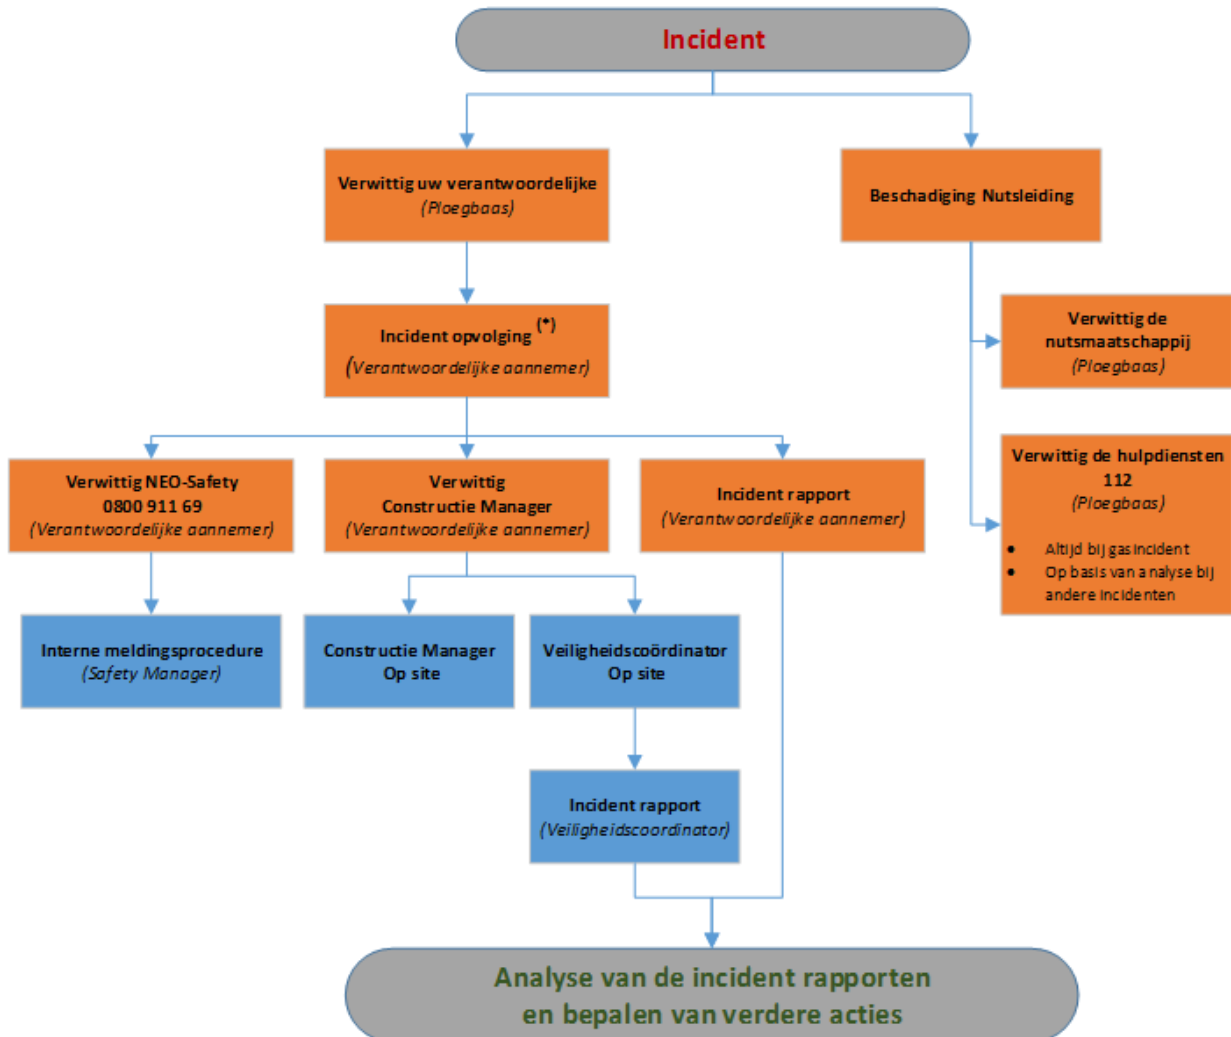 Incident
Verwittig uw verantwoordelijke
(Ploegbaas)
Beschadiging Nutsleiding
Incident opvolging (*)
(Verantwoordelijke aannemer)
Verwittig de
nutsmaatschappij
(Ploegbaas)
Verwittig NEO-Safety
0800 911 69
(Verantwoordelijke aannemer)
Verwittig
Constructie Manager
(Verantwoordelijke aannemer)
Incident rapport
(Verantwoordelijke aannemer)
Verwittig de hulpdiensten
112
(Ploegbaas)
• Altijd bij gasincident
• Op basis van analyse bij
andere incidenten
Interne meldingsprocedure
(Safety Manager)
Constructie Manager
Op site
Veiligheidscoördinator
Op site
Incident rapport
(Veiligheidscoordinator)
Analyse van de incident rapporten
en bepalen van verdere acties